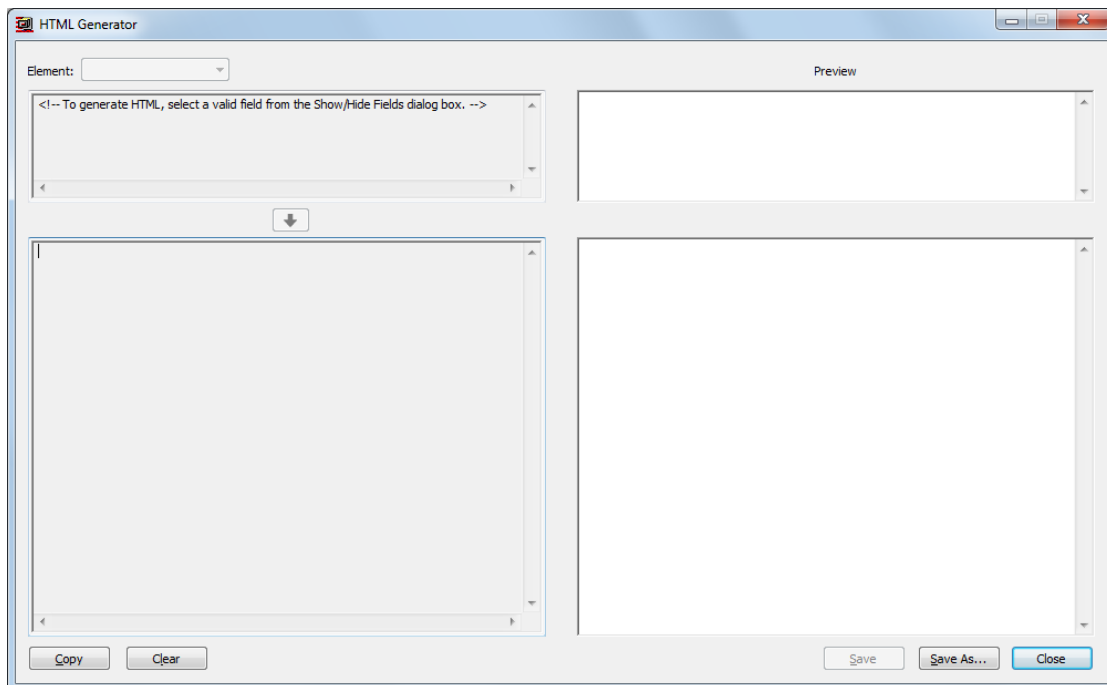 HTML Generator
Element:
Preview
<!-- To generate HTML, select a valid field from the Show/Hide Fields dialog box. -->
Copy
Clear
Save
Save As...
Close